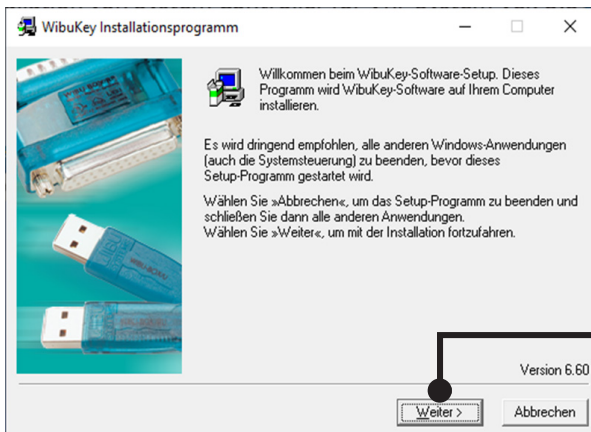 WibuKey Installationsprogramm
Willkommen beim WibuKey-Software-Setup. Dieses
Programm wird WibuKey-Software auf Ihrem Computer
installieren.
Es wird dringend empfohlen, alle anderen Windows-Anwendungen
(auch die Systemsteuerung) zu beenden, bevor dieses
Setup-Programm gestartet wird.
Wählen Sie »Abbrechen«, um das Setup-Programm zu beenden und
schließen Sie dann alle anderen Anwendungen.
Wählen Sie »Weiter«, um mit der Installation fortzufahren.
Version 6.60
Weiter >
Abbrechen